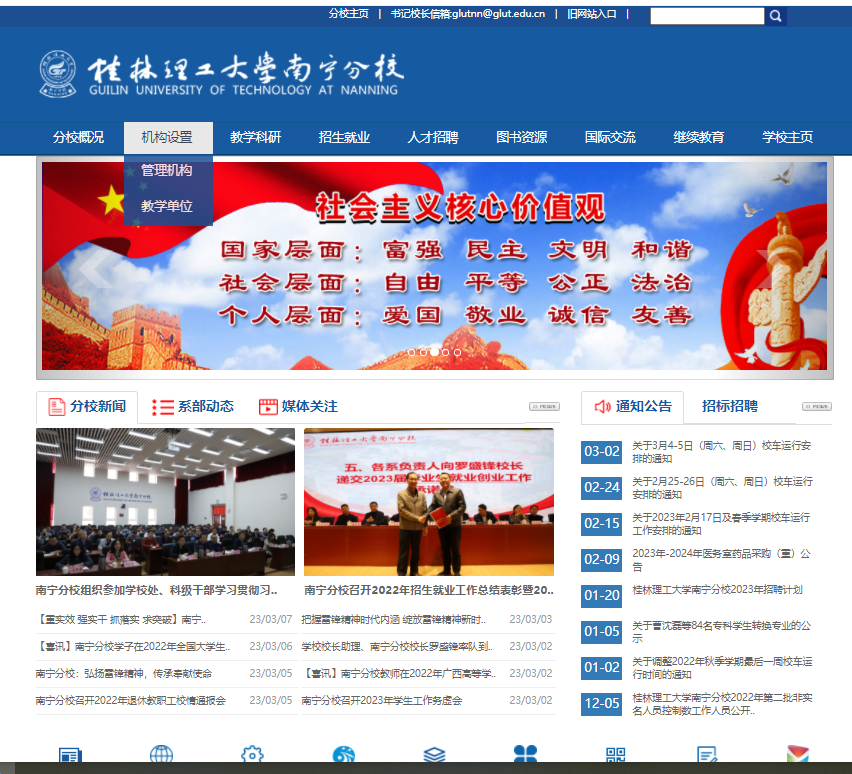 分校主页 | 书记校长信箱:glutnn@glut.edu.cn | 旧网站入口 |
桂林理工大学南宁分校
GUILIN UNIVERSITY OF TECHNOLOGY AT NANNING
分校概况 机构设置 教学科研 招生就业 人才招聘 图书资源 国际交流 继续教育 学校主页
管理机构
教学单位
社会主义核心价值观
国家层面：富强 民主 文明 和谐
社会层面：自由 平等 公正 法治
个人层面：爱国 敬业 诚信 友善
分校新闻 系部动态 媒体关注
桂林理工大学南宁分校
桂林理工大学南宁分校
五、各系负责人向罗盛锋校长
递交2023届毕业生就业创业工作
南宁分校组织参加学校处、科级干部学习贯彻习..
南宁分校召开2022年招生就业工作总结表彰暨20..
【重实效 强实干 抓落实 求突破】南宁.. 23/03/07
【喜讯】南宁分校学子在2022年全国大学生.. 23/03/06
南宁分校：弘扬雷锋精神，传承奉献使命 23/03/05
南宁分校召开2022年退休教职工校情通报会 23/03/05
把握雷锋精神时代内涵 绽放雷锋精神新时.. 23/03/03
学校校长助理、南宁分校校长罗盛锋率队到.. 23/03/02
【喜讯】南宁分校教师在2022年广西高等学.. 23/03/02
南宁分校召开2023年学生工作务虚会 23/03/02
通知公告 招标招聘
03-02 关于3月4-5日（周六、周日）校车运行安
排的通知
02-24 关于2月25-26日（周六、周日）校车运行
安排的通知
02-15 关于2023年2月17日及春季学期校车运行
工作安排的通知
02-09 2023年-2024年医务室药品采购（重）公
告
01-20 桂林理工大学南宁分校2023年招聘计划
01-05 关于曹沈磊等84名专科学生转换专业的公
示
01-02 关于调整2022年秋季学期最后一周校车运
行时间的通知
12-05 桂林理工大学南宁分校2022年第二批非实
名人员控制数工作人员公开..